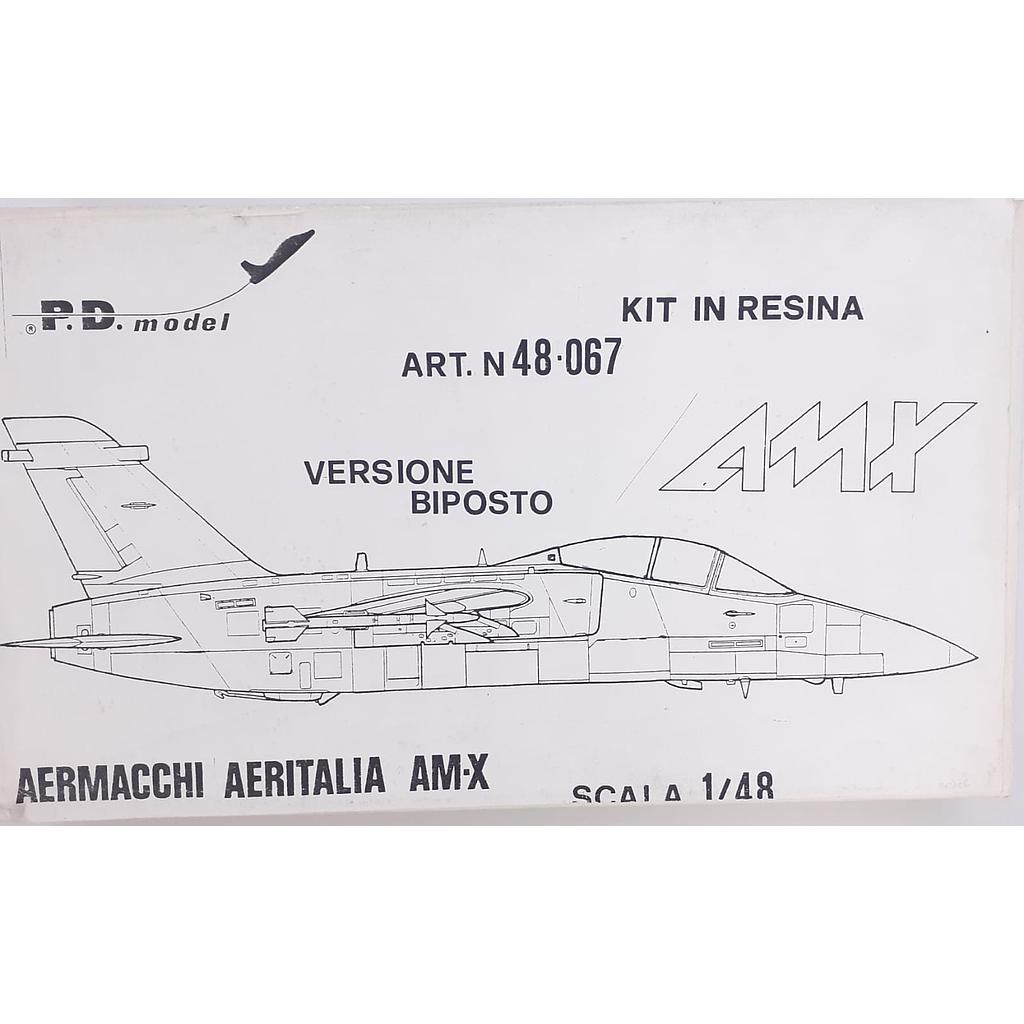 ® P.D. model
KIT IN RESINA
ART. N 48·067
AMX
VERSIONE
BIPOSTO
AERMACCHI AERITALIA AM-X
SCALA 1/48